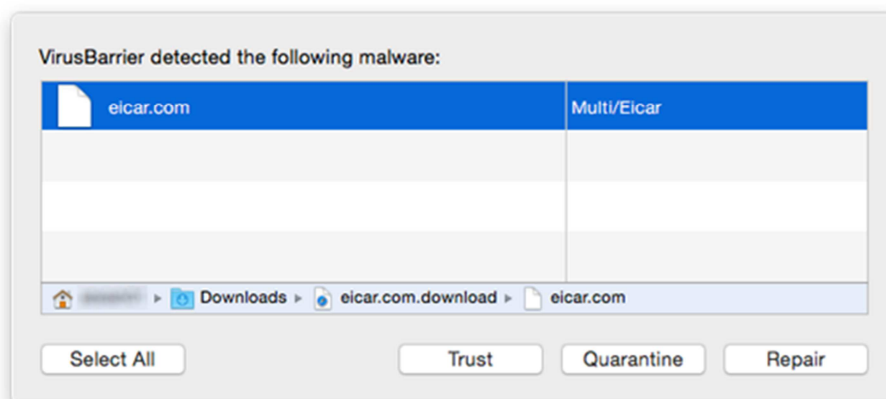 VirusBarrier detected the following malware:
eicar.com Multi/Eicar
Downloads eicar.com.download eicar.com
Select All Trust Quarantine Repair